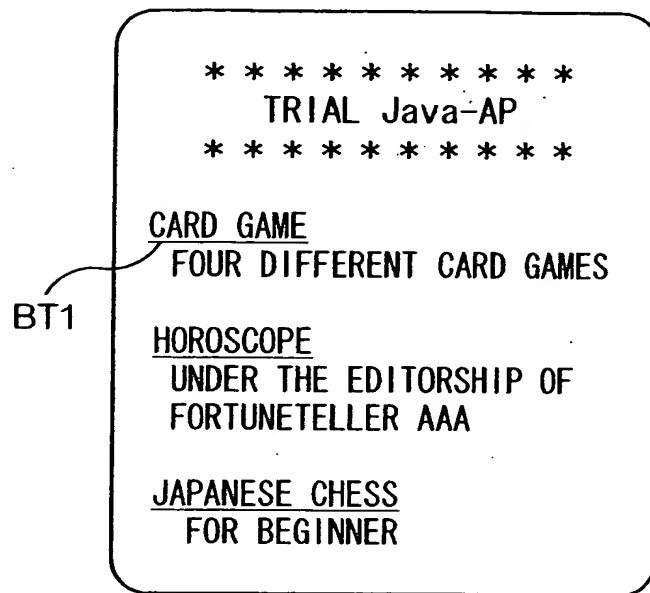 * * * * * * * * * *
TRIAL Java-AP
* * * * * * * * * *
CARD GAME
FOUR DIFFERENT CARD GAMES
BT1
HOROSCOPE
UNDER THE EDITORSHIP OF
FORTUNETELLER AAA
JAPANESE CHESS
FOR BEGINNER